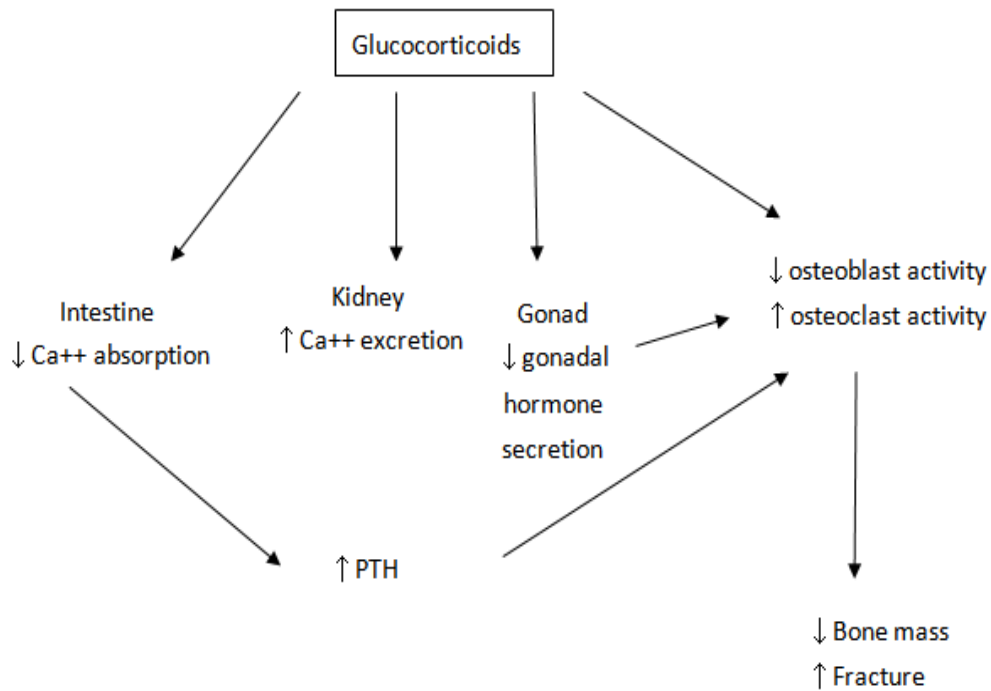 Glucocorticoids
Intestine
↓ Ca++ absorption
Kidney
↑ Ca++ excretion
Gonad
↓ gonadal
hormone
secretion
↓ osteoblast activity
↑ osteoclast activity
↑ PTH
↓ Bone mass
↑ Fracture